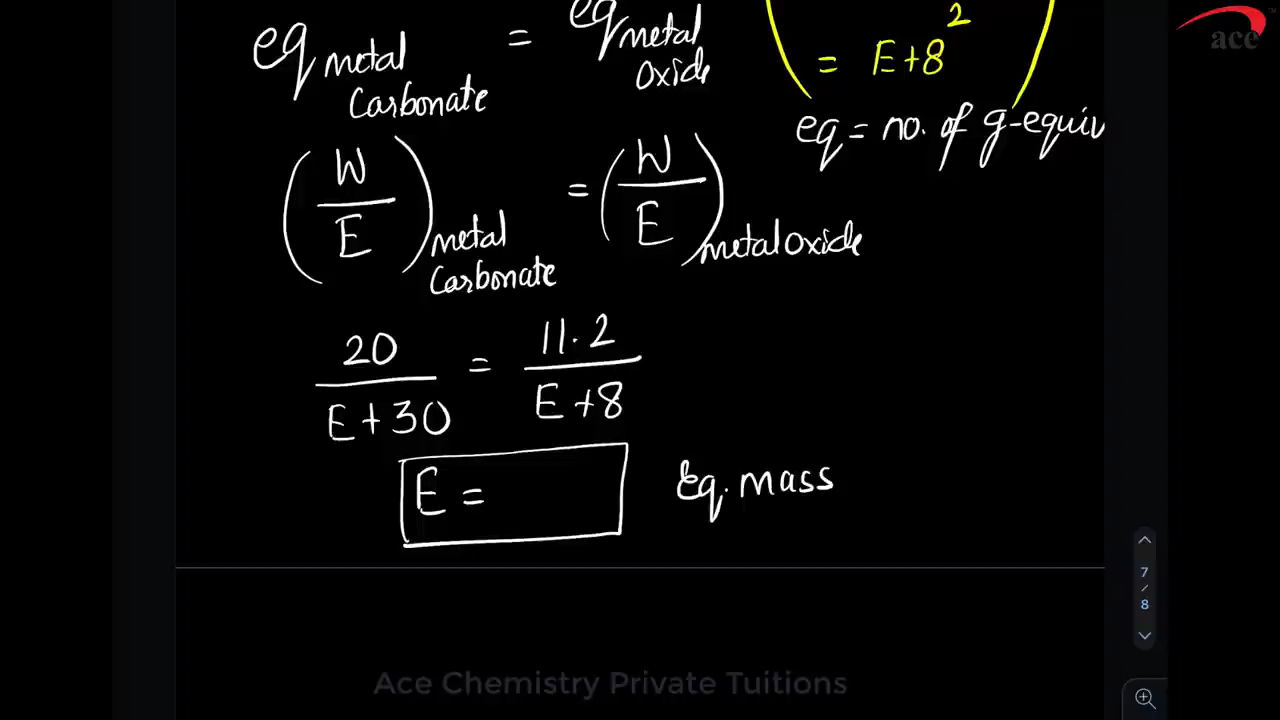 eq metal Carbonate = eq metal Oxide
2
= E+8
eq = no. of g-equiv
(W/E) metal Carbonate = (W/E) metal oxide
20/E+30 = 11.2/E+8
E = Eq. mass
7
/
8
Ace Chemistry Private Tuitions
ace